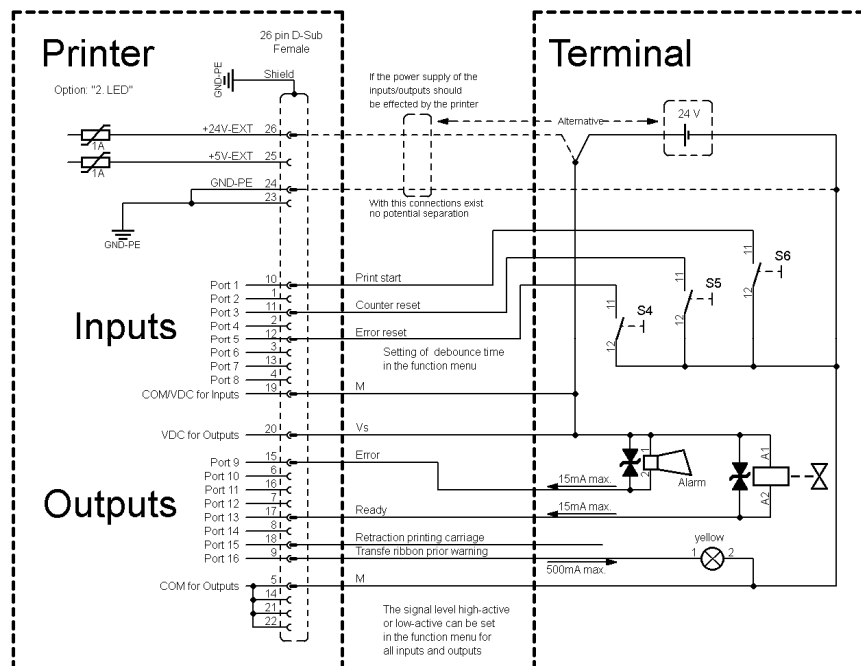 Printer
26 pin D-Sub
Female
Terminal
Option: "2. LED"
GND-PE
Shield
If the power supply of the
inputs/outputs should
be effected by the printer
Alternative
24 V
1A
+24V-EXT 26
1A
+5V-EXT 25
GND-PE 24
23
GND-PE
With this connections exist
no potential separation
Inputs
Port 1 10 Print start
Port 2 1
Port 3 11 Counter reset
Port 4 2
Port 5 12 Error reset
Port 6 3
Port 7 13
Port 8 4
COM/VDC for Inputs 19 M
Setting of debounce time
in the function menu
11 12 S4
11 12 S5
11 12 S6
Outputs
VDC for Outputs 20 Vs
Port 9 15 Error
Port 10 6
Port 11 16
Port 12 7
Port 13 17 Ready
Port 14 8
Port 15 18 Retraction printing carriage
Port 16 9 Transfe ribbon prior warning
COM for Outputs 5 M
14
21
22
15mA max.
15mA max.
500mA max.
1
2
Alarm
A1
A2
yellow
1 2
The signal level high-active
or low-active can be set
in the function menu for
all inputs and outputs